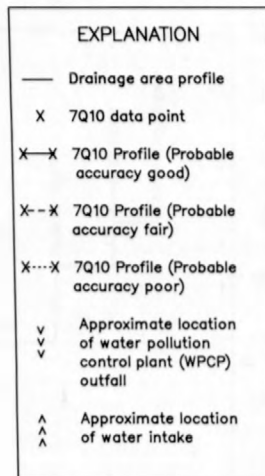 EXPLANATION
Drainage area profile
X 7Q10 data point
X—X 7Q10 Profile (Probable
accuracy good)
X--X 7Q10 Profile (Probable
accuracy fair)
X····X 7Q10 Profile (Probable
accuracy poor)
Approximate location
of water pollution
control plant (WPCP)
outfall
Approximate location
of water intake